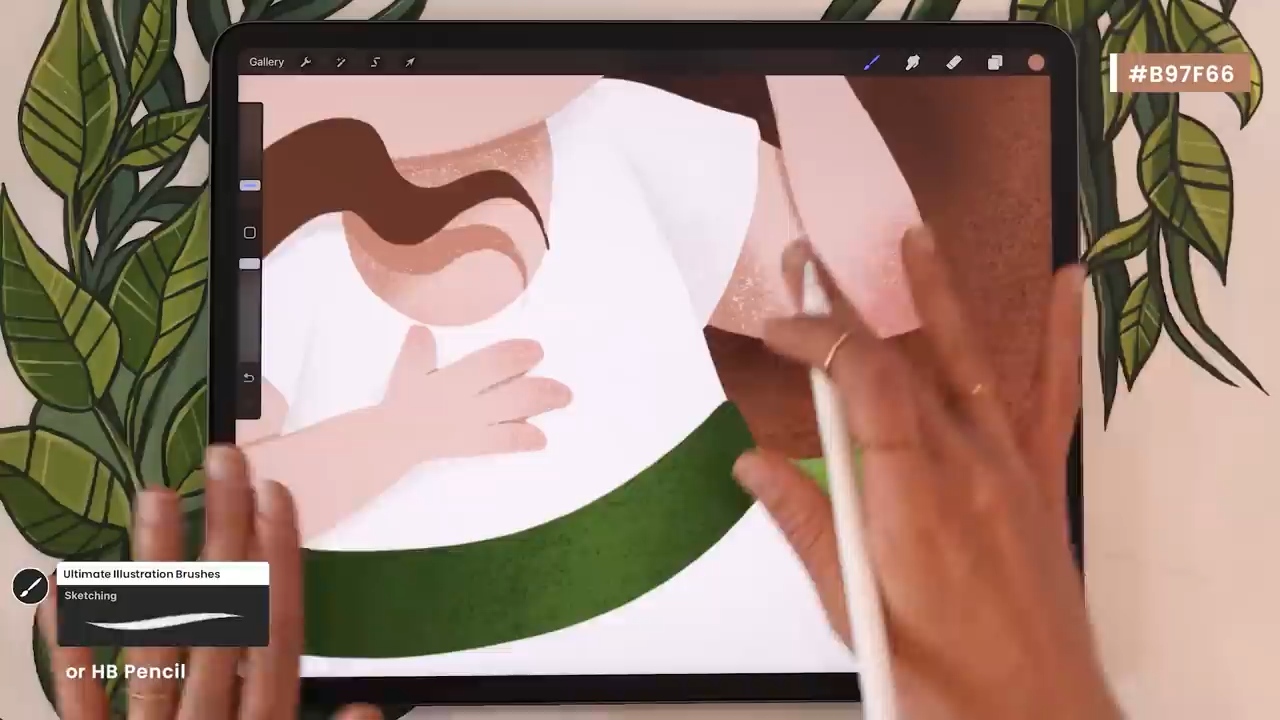 Gallery
#B97F66
Ultimate Illustration Brushes
Sketching
or HB Pencil